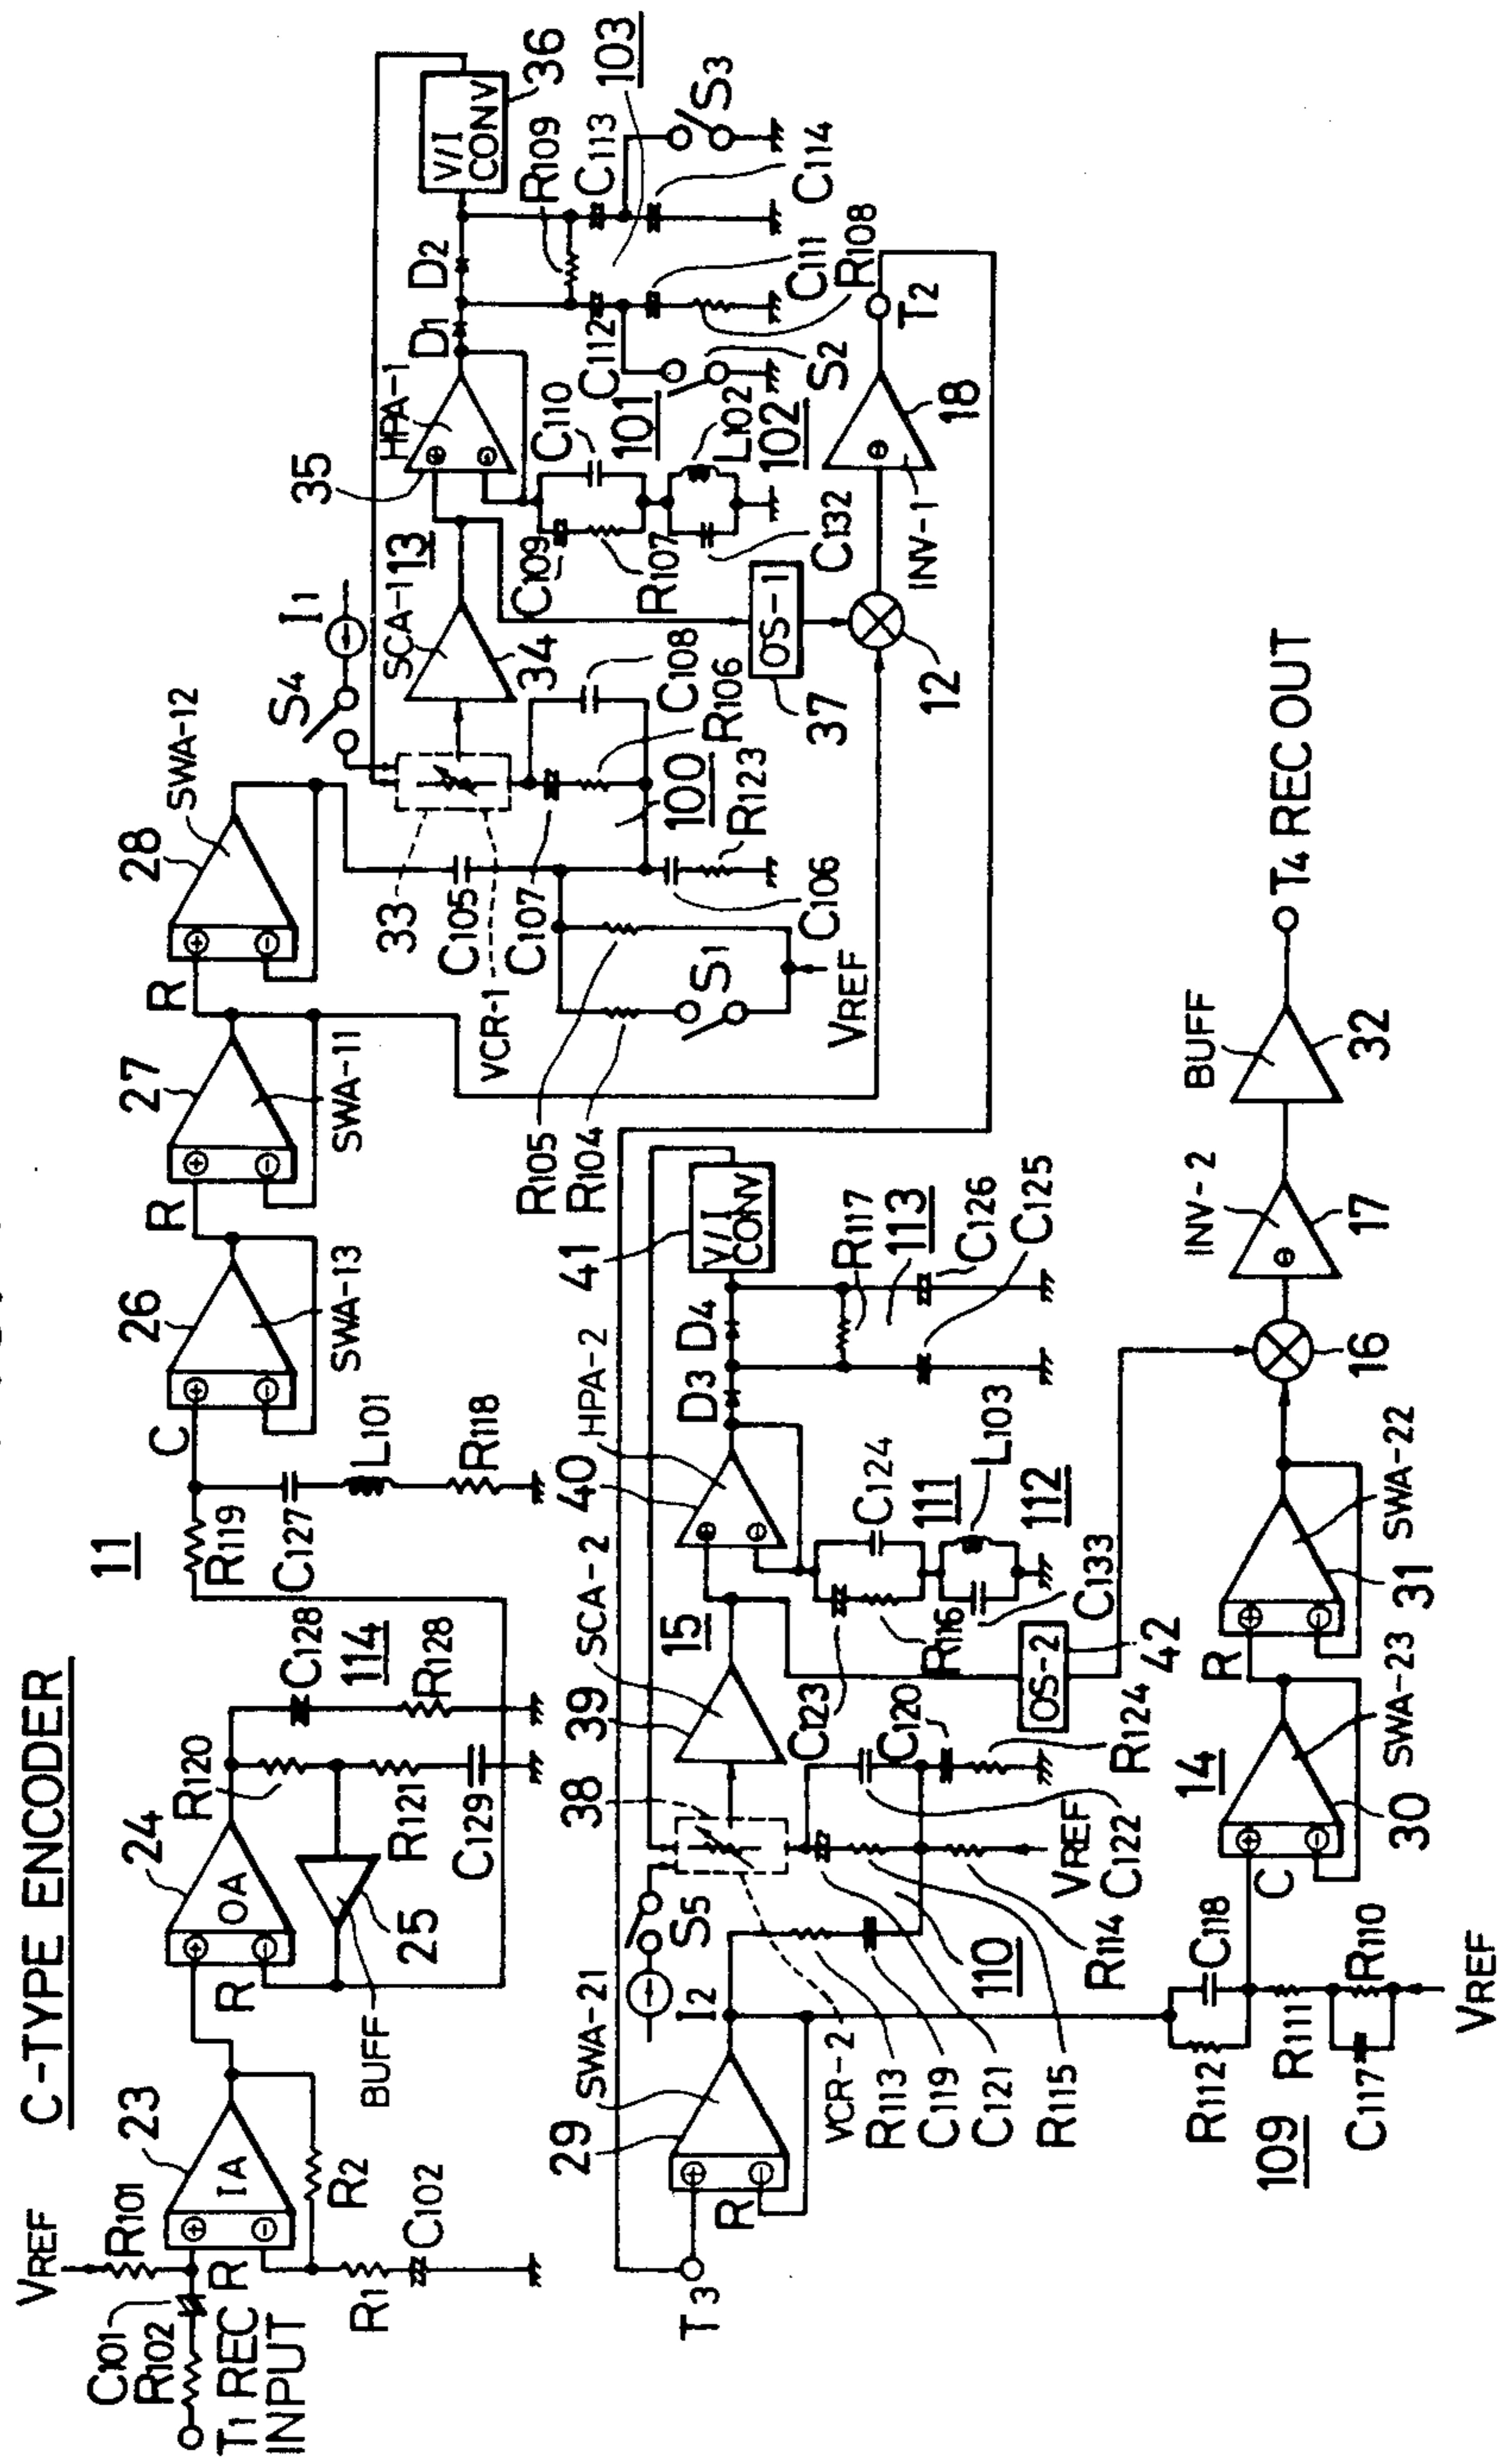 C-TYPE ENCODER
VREF
R101
C101
R102
T1 REC
INPUT
R
23
IA
R2
R1
C102
24
OA
R
25
BUFF
R120
R121
C129
C128
114
R128
11
R119
C127
L101
R118
C
26
SWA-13
R
27
SWA-11
R
28
SWA-12
S4
I1
33
VCR-1
C105
C107
C108
R106
100
R123
C106
R105
R104
S1
VREF
SCA-1
13
34
35
HPA-1
D1
D2
V/I
CONV
36
R109
C113
103
S3
C114
C112
C111
R108
S2
C110
101
C109
R107
L102
102
C132
OS-1
37
12
INV-1
18
T2
T3
R
29
SWA-21
I2
S5
38
VCR-2
R113
C119
C121
R115
110
R114
VREF
C122
C120
R124
39
SCA-2
15
40
HPA-2
D3
D4
41
V/I
CONV
R117
113
C126
C125
C123
R116
C124
111
L103
112
C133
OS-2
42
109
R112
C118
R111
R110
C117
VREF
C
14
30
SWA-23
R
31
SWA-22
16
INV-2
17
BUFF
32
T4 REC OUT